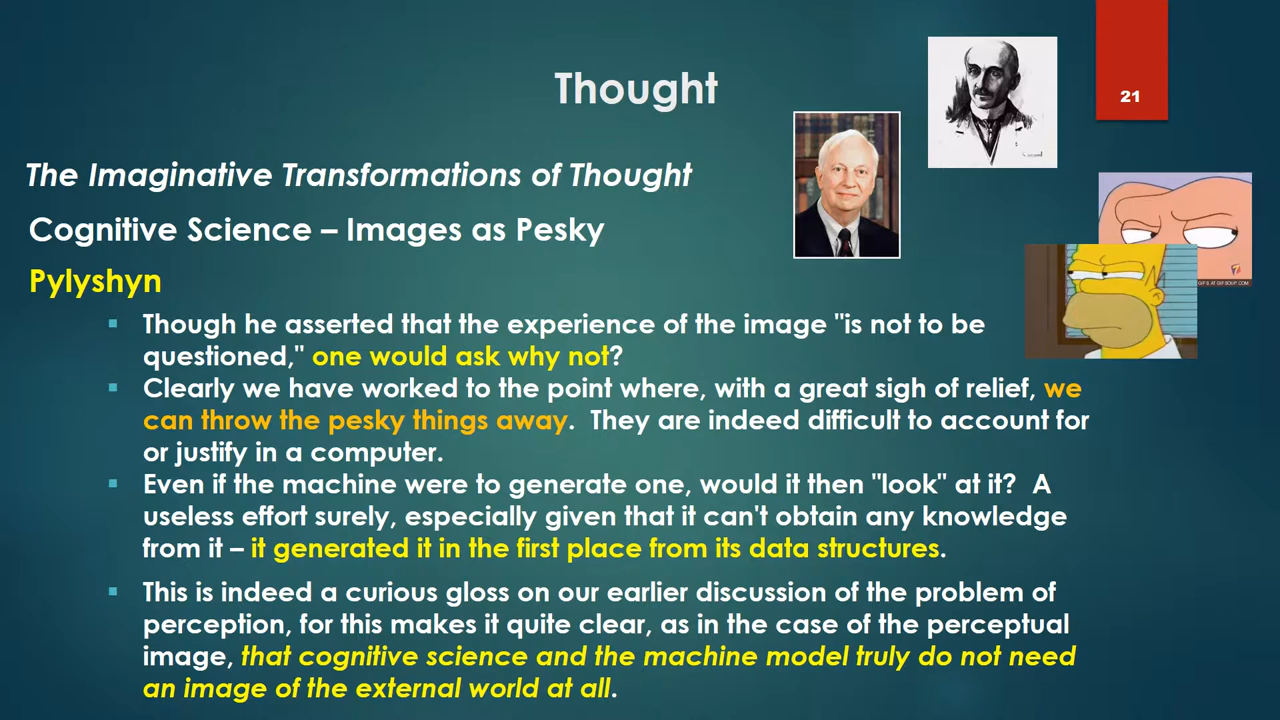 Thought
21
The Imaginative Transformations of Thought
Cognitive Science – Images as Pesky
Pylyshyn
Though he asserted that the experience of the image "is not to be
questioned," one would ask why not?
Clearly we have worked to the point where, with a great sigh of relief, we
can throw the pesky things away.  They are indeed difficult to account for
or justify in a computer.
Even if the machine were to generate one, would it then "look" at it?  A
useless effort surely, especially given that it can't obtain any knowledge
from it – it generated it in the first place from its data structures.
This is indeed a curious gloss on our earlier discussion of the problem of
perception, for this makes it quite clear, as in the case of the perceptual
image, that cognitive science and the machine model truly do not need
an image of the external world at all.